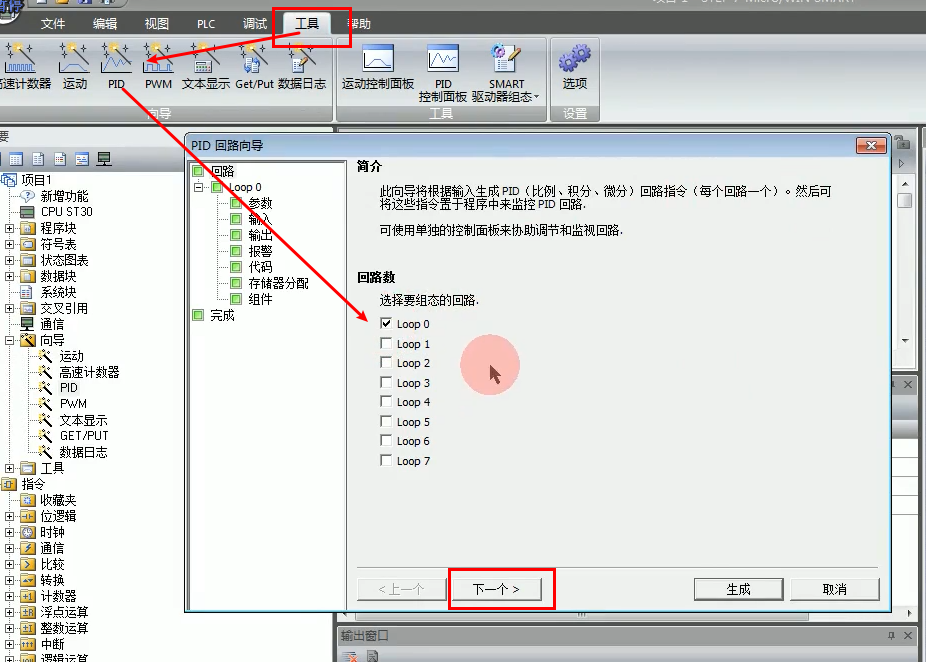 文件 编辑 视图 PLC 调试 工具 帮助
高速计数器 运动 PID PWM 文本显示 Get/Put 数据日志 运动控制面板 PID 控制面板 SMART 驱动器组态 选项
向导 工具 设置
要
项目1
新增功能
CPU ST30
程序块
符号表
状态图表
数据块
系统块
交叉引用
通信
向导
运动
高速计数器
PID
PWM
文本显示
GET/PUT
数据日志
工具
指令
收藏夹
位逻辑
时钟
通信
比较
转换
计数器
浮点运算
整数运算
中断
逻辑运算
PID 回路向导
回路
Loop 0
参数
输入
输出
报警
代码
存储器分配
组件
完成
简介
此向导将根据输入生成 PID（比例、积分、微分）回路指令（每个回路一个）。然后可
将这些指令置于程序中来监控 PID 回路.
可使用单独的控制面板来协助调节和监视回路.
回路数
选择要组态的回路.
Loop 0
Loop 1
Loop 2
Loop 3
Loop 4
Loop 5
Loop 6
Loop 7
<上一个 下一个> 生成 取消
输出窗口